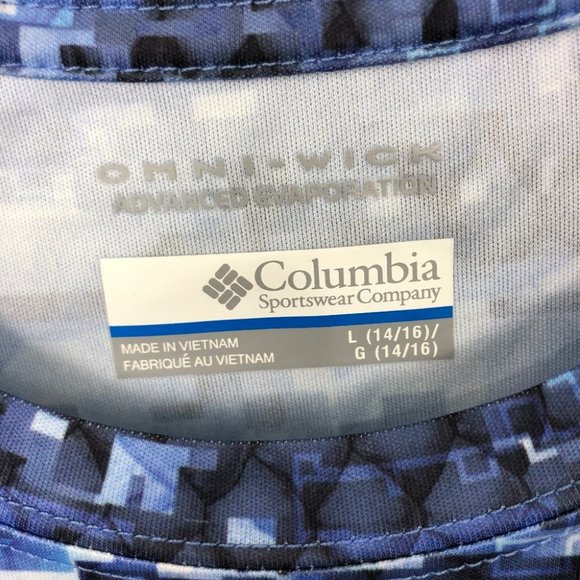 OMNI-WICK
ADVANCED EVAPORATION
Columbia
Sportswear Company
MADE IN VIETNAM
FABRIQUÉ AU VIETNAM
L (14/16)/
G (14/16)